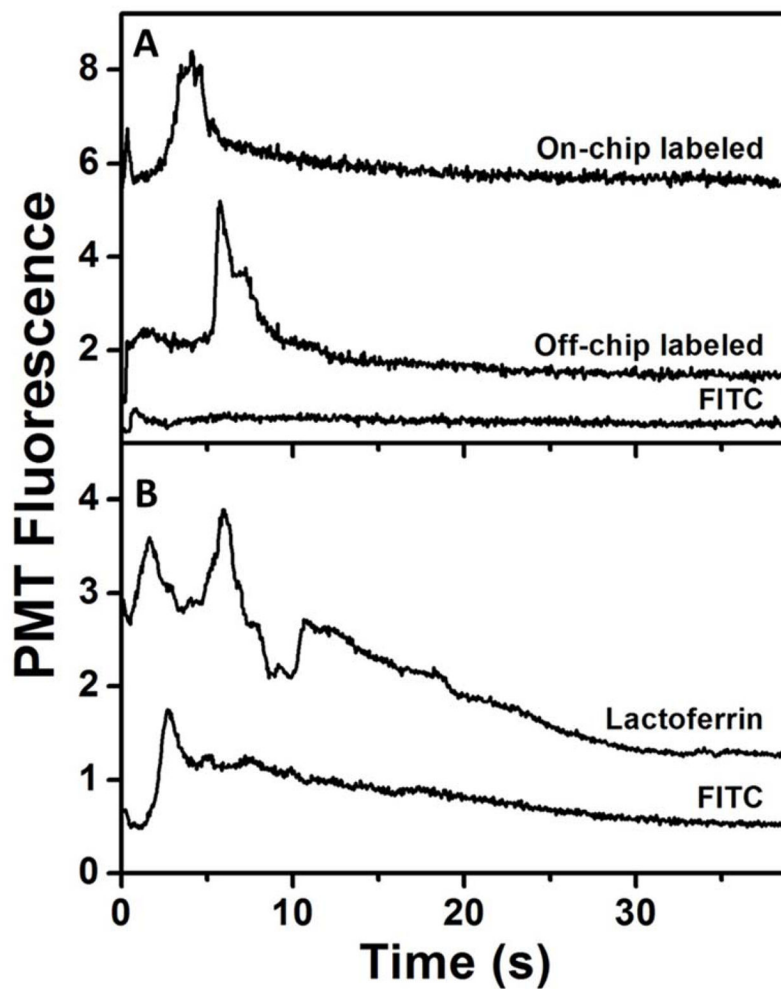 PMT Fluorescence
A
8
6
4
2
On-chip labeled
Off-chip labeled
FITC
B
4
3
2
1
0
Lactoferrin
FITC
0 10 20 30
Time (s)